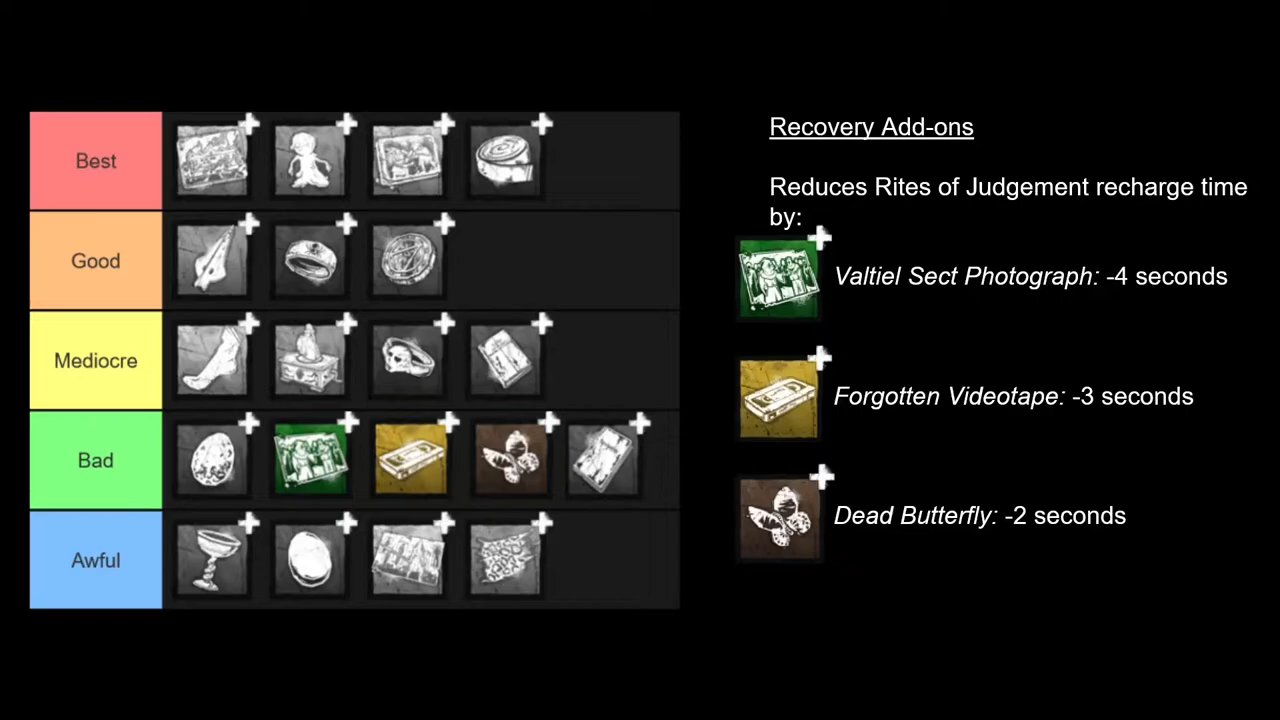 Best
Good
Mediocre
Bad
Awful
Recovery Add-ons
Reduces Rites of Judgement recharge time
by:
Valtiel Sect Photograph: -4 seconds
Forgotten Videotape: -3 seconds
Dead Butterfly: -2 seconds